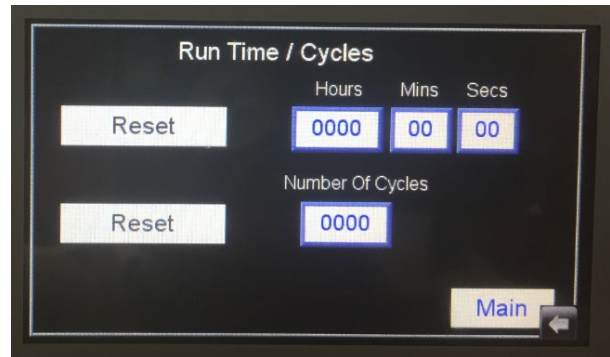 Run Time / Cycles
Hours Mins Secs
Reset 0000 00 00
Number Of Cycles
Reset 0000
Main